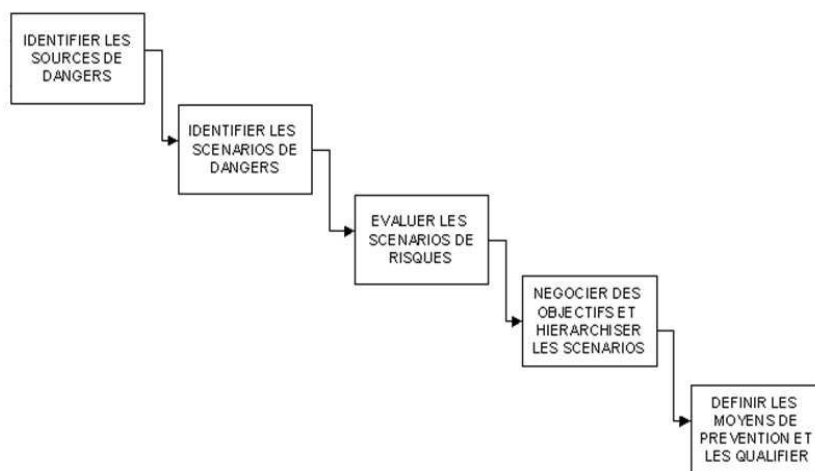 IDENTIFIER LES
SOURCES DE
DANGERS
IDENTIFIER LES
SCENARIOS DE
DANGERS
EVALUER LES
SCENARIOS DE
RISQUES
NEGOCIER DES
OBJECTIFS ET
HIERARCHISER
LES SCENARIOS
DEFINIR LES
MOYENS DE
PREVENTION ET
LES QUALIFIER